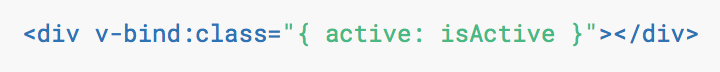 <div v-bind:class="{ active: isActive }"></div>